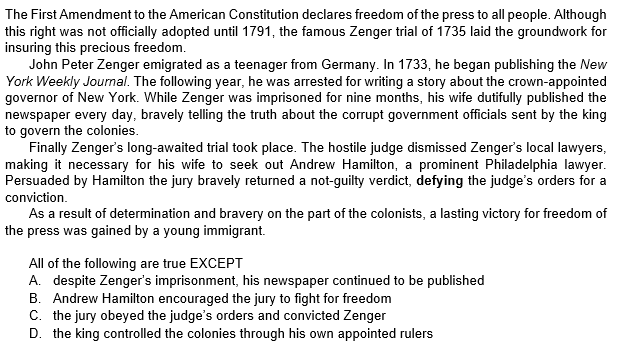 The First Amendment to the American Constitution declares freedom of the press to all people. Although
this right was not officially adopted until 1791, the famous Zenger trial of 1735 laid the groundwork for
insuring this precious freedom.
John Peter Zenger emigrated as a teenager from Germany. In 1733, he began publishing the New
York Weekly Journal. The following year, he was arrested for writing a story about the crown-appointed
governor of New York. While Zenger was imprisoned for nine months, his wife dutifully published the
newspaper every day, bravely telling the truth about the corrupt government officials sent by the king
to govern the colonies.
Finally Zenger's long-awaited trial took place. The hostile judge dismissed Zenger's local lawyers,
making it necessary for his wife to seek out Andrew Hamilton, a prominent Philadelphia lawyer.
Persuaded by Hamilton the jury bravely returned a not-guilty verdict, defying the judge's orders for a
conviction.
As a result of determination and bravery on the part of the colonists, a lasting victory for freedom of
the press was gained by a young immigrant.
All of the following are true EXCEPT
A. despite Zenger's imprisonment, his newspaper continued to be published
B. Andrew Hamilton encouraged the jury to fight for freedom
C. the jury obeyed the judge's orders and convicted Zenger
D. the king controlled the colonies through his own appointed rulers